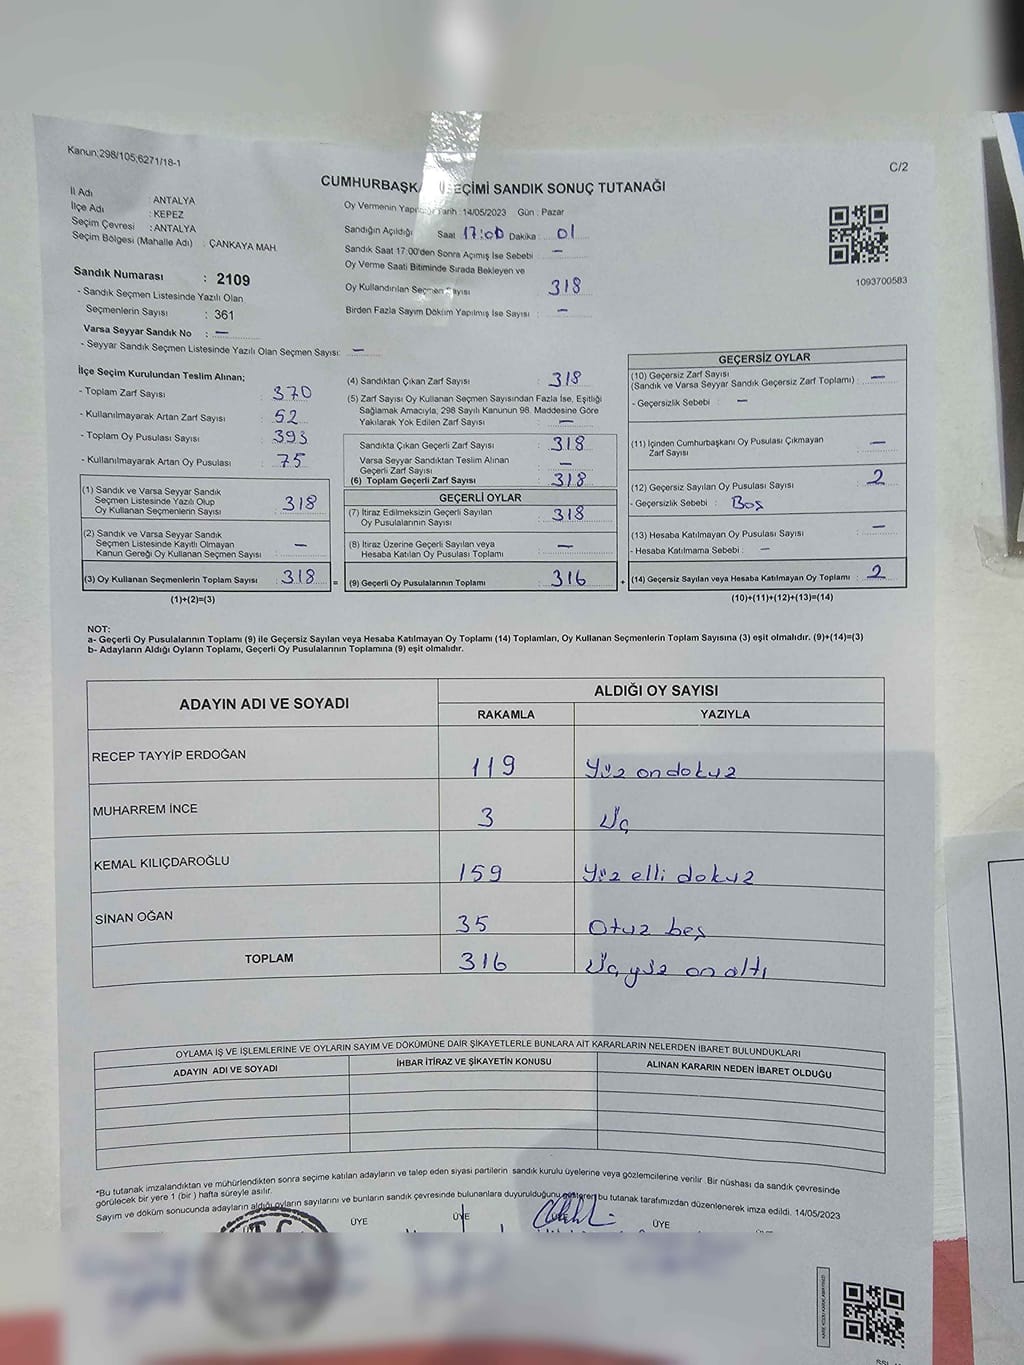 Kanun;298/105;6271/18-1
C/2
CUMHURBAŞKA SEÇİMİ SANDIK SONUÇ TUTANAĞI
İl Adı : ANTALYA
İlçe Adı : KEPEZ
Seçim Çevresi : ANTALYA
Seçim Bölgesi (Mahalle Adı) : ÇANKAYA MAH.
Sandık Numarası : 2109
- Sandık Seçmen Listesinde Yazılı Olan
Seçmenlerin Sayısı : 361
Varsa Seyyar Sandık No : —
- Seyyar Sandık Seçmen Listesinde Yazılı Olan Seçmen Sayısı: —
Oy Vermenin Yapıldığı Tarih : 14/05/2023 Gün : Pazar
Sandığın Açıldığı Saat 17:00 Dakika : 01
Sandık Saat 17:00'den Sonra Açılmış İse Sebebi : —
Oy Verme Saati Bitiminde Sırada Bekleyen ve
Oy Kullandırılan Seçmen Sayısı 318
Birden Fazla Sayım Döküm Yapılmış İse Sayısı : —
1093700583
İlçe Seçim Kurulundan Teslim Alınan;
- Toplam Zarf Sayısı : 370
- Kullanılmayarak Artan Zarf Sayısı : 52
- Toplam Oy Pusulası Sayısı : 393
- Kullanılmayarak Artan Oy Pusulası : 75
(1) Sandık ve Varsa Seyyar Sandık
Seçmen Listesinde Yazılı Olup
Oy Kullanan Seçmenlerin Sayısı : 318
(2) Sandık ve Varsa Seyyar Sandık
Seçmen Listesinde Kayıtlı Olmayan
Kanun Gereği Oy Kullanan Seçmen Sayısı : —
(3) Oy Kullanan Seçmenlerin Toplam Sayısı : 318
(1)+(2)=(3)
=
(4) Sandıktan Çıkan Zarf Sayısı : 318
(5) Zarf Sayısı Oy Kullanan Seçmen Sayısından Fazla İse, Eşitliği
Sağlamak Amacıyla, 298 Sayılı Kanunun 98. Maddesine Göre
Yakılarak Yok Edilen Zarf Sayısı : —
Sandıkta Çıkan Geçerli Zarf Sayısı : 318
Varsa Seyyar Sandıktan Teslim Alınan
Geçerli Zarf Sayısı : —
(6) Toplam Geçerli Zarf Sayısı : 318
GEÇERLİ OYLAR
(7) İtiraz Edilmeksizin Geçerli Sayılan
Oy Pusulalarının Sayısı : 318
(8) İtiraz Üzerine Geçerli Sayılan veya
Hesaba Katılan Oy Pusulası Toplamı : —
(9) Geçerli Oy Pusulalarının Toplamı : 316
+
GEÇERSİZ OYLAR
(10) Geçersiz Zarf Sayısı
(Sandık ve Varsa Seyyar Sandık Geçersiz Zarf Toplamı) : —
- Geçersizlik Sebebi : —
(11) İçinden Cumhurbaşkanı Oy Pusulası Çıkmayan
Zarf Sayısı : —
(12) Geçersiz Sayılan Oy Pusulası Sayısı : 2
- Geçersizlik Sebebi : Boş
(13) Hesaba Katılmayan Oy Pusulası Sayısı : —
- Hesaba Katılmama Sebebi : —
(14) Geçersiz Sayılan veya Hesaba Katılmayan Oy Toplamı : 2
(10)+(11)+(12)+(13)=(14)
NOT:
a- Geçerli Oy Pusulalarının Toplamı (9) ile Geçersiz Sayılan veya Hesaba Katılmayan Oy Toplamı (14) Toplamları, Oy Kullanan Seçmenlerin Toplam Sayısına (3) eşit olmalıdır. (9)+(14)=(3)
b- Adayların Aldığı Oyların Toplamı, Geçerli Oy Pusulalarının Toplamına (9) eşit olmalıdır.
ADAYIN ADI VE SOYADI
ALDIĞI OY SAYISI
RAKAMLA YAZIYLA
RECEP TAYYİP ERDOĞAN 119 Yüz on dokuz
MUHARREM İNCE 3 Üç
KEMAL KILIÇDAROĞLU 159 Yüz elli dokuz
SİNAN OĞAN 35 Otuz beş
TOPLAM 316 Üç yüz on altı
OYLAMA İŞ VE İŞLEMLERİNE VE OYLARIN SAYIM VE DÖKÜMÜNE DAİR ŞİKAYETLERLE BUNLARA AİT KARARLARIN NELERDEN İBARET BULUNDUKLARI
ADAYIN ADI VE SOYADI İHBAR İTİRAZ VE ŞİKAYETİN KONUSU ALINAN KARARIN NEDEN İBARET OLDUĞU
*Bu tutanak imzalandıktan ve mühürlendikten sonra seçime katılan adayların ve talep eden siyasi partilerin sandık kurulu üyelerine veya gözlemcilerine verilir. Bir nüshası da sandık çevresinde
görülecek bir yere 1 (bir) hafta süreyle asılır.
Sayım ve döküm sonucunda adayların aldığı oyların sayılarını ve bunların sandık çevresinde bulunanlara duyurulduğunu gösteren bu tutanak tarafımızdan düzenlenerek imza edildi. 14/05/2023
T.C.
ÜYE ÜYE ÜYE